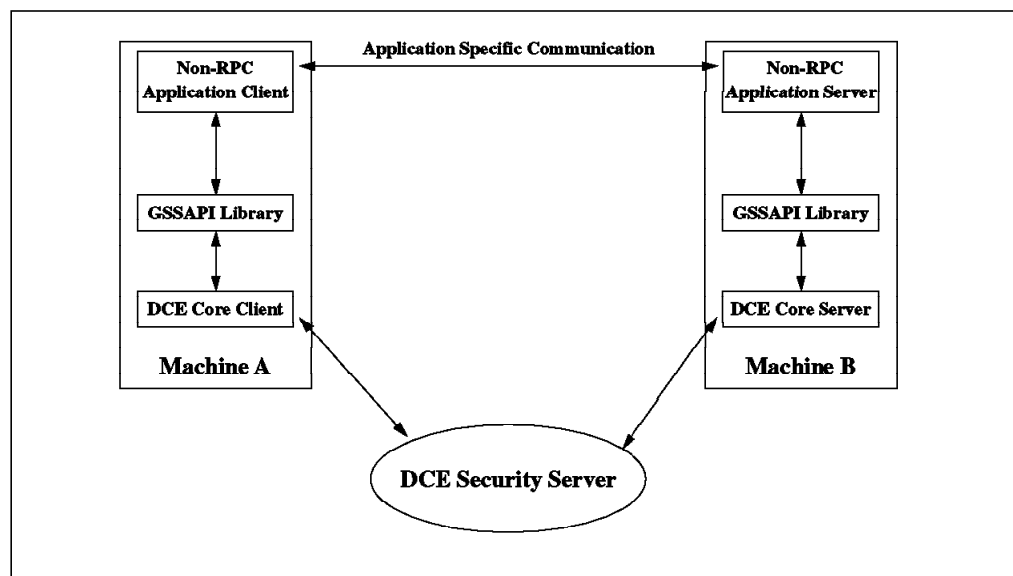 Application Specific Communication
Non-RPC
Application Client
Non-RPC
Application Server
GSSAPI Library
GSSAPI Library
DCE Core Client
DCE Core Server
Machine A
Machine B
DCE Security Server